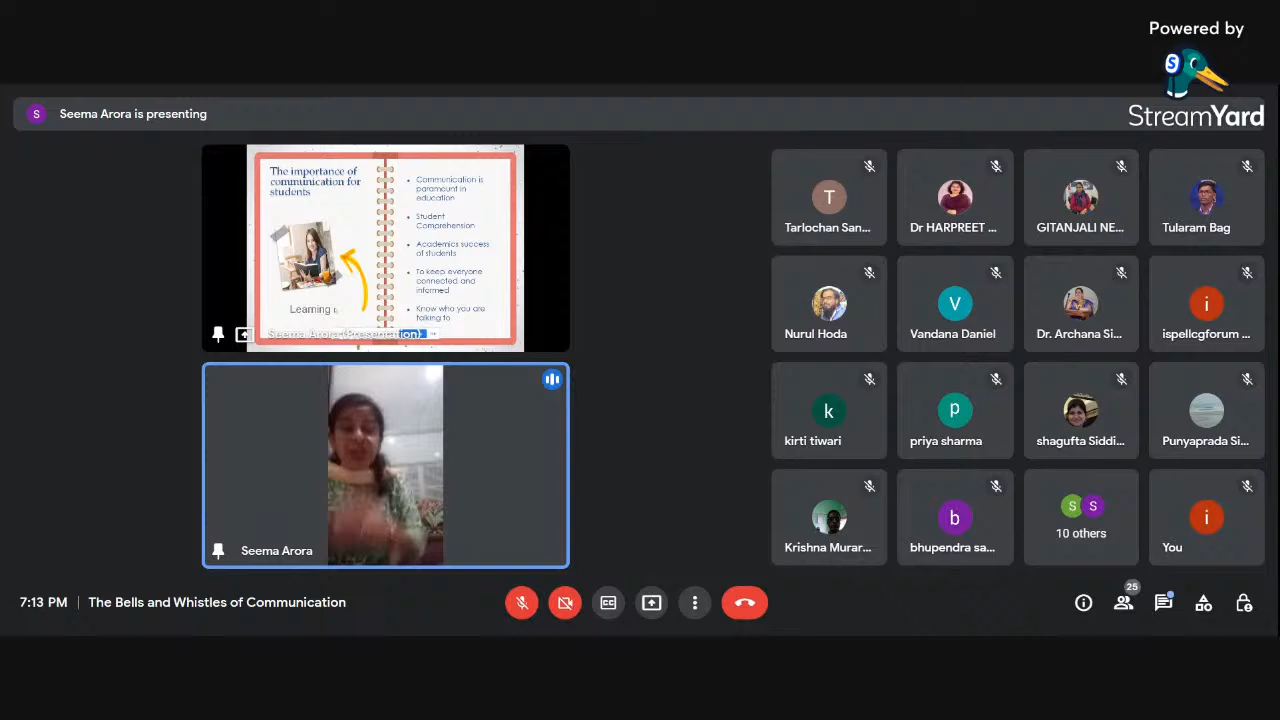 Powered by
StreamYard
S
Seema Arora is presenting
The importance of
communication for
students
Learning
Communication is
paramount in
education
Student
Comprehension
Academics success
of students
To keep everyone
connected and
informed
Know who you are
talking to
Seema Arora (Presentation)
Seema Arora
T
Tarlochan San...
Dr HARPREET ...
GITANJALI NE...
Tularam Bag
Nurul Hoda
V
Vandana Daniel
Dr. Archana Si...
i
ispellcgforum ...
k
kirti tiwari
p
priya sharma
shagufta Siddi...
Punyaprada Si...
Krishna Murar...
b
bhupendra sa...
S S
10 others
i
You
7:13 PM | The Bells and Whistles of Communication
CC
25